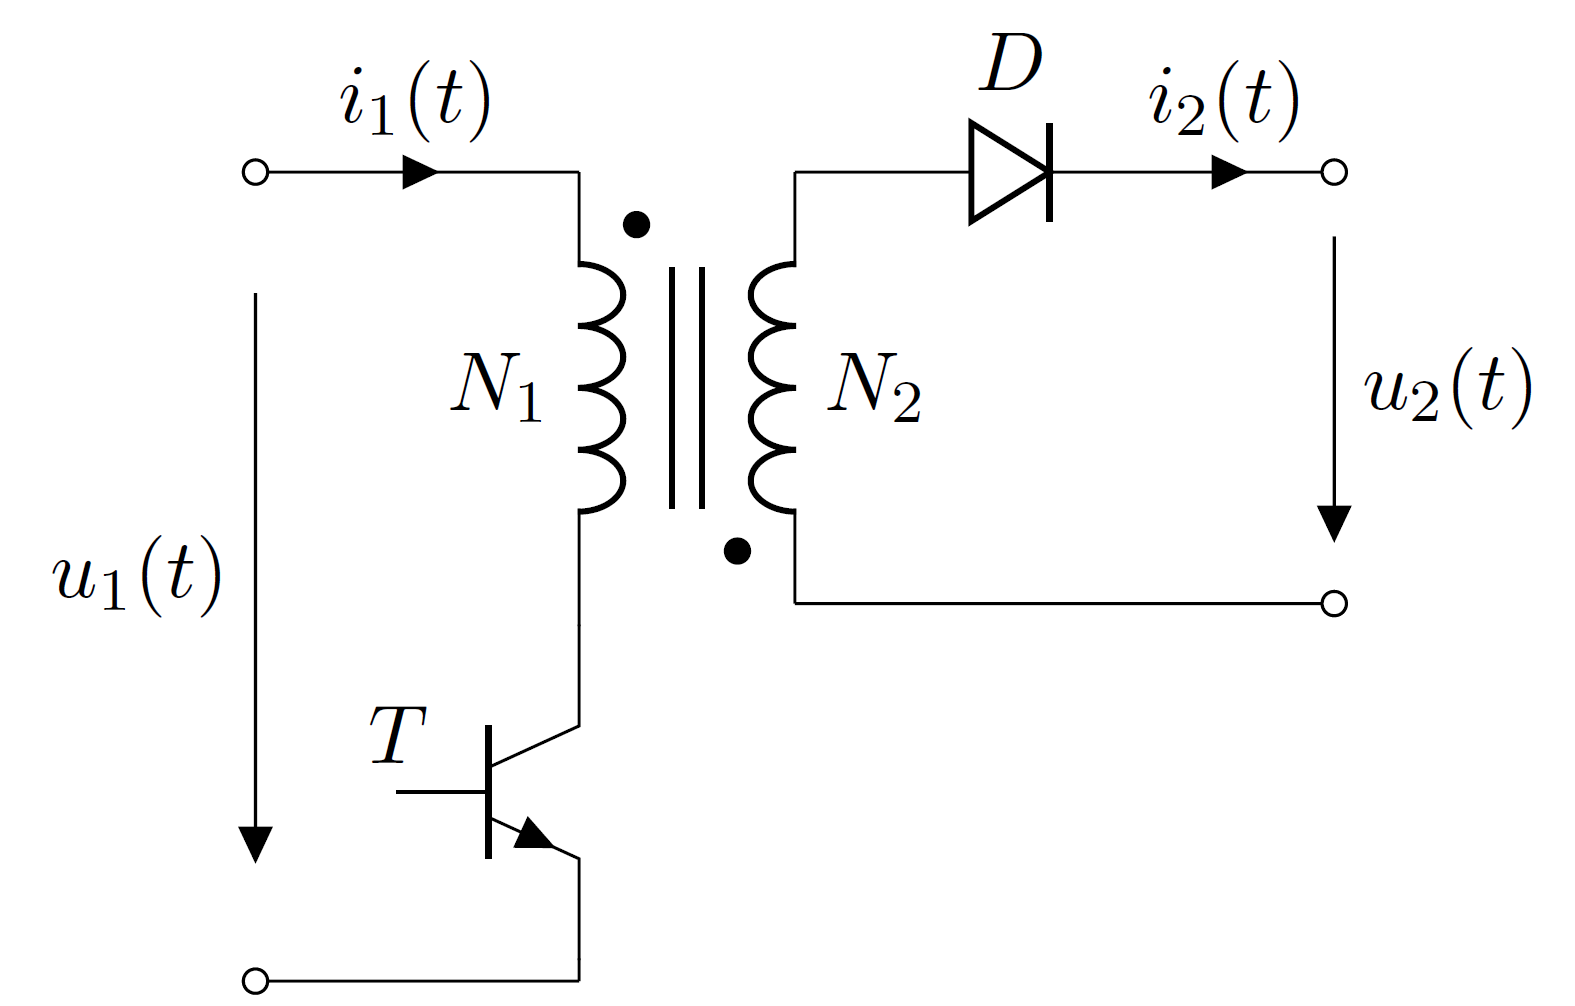 D
i₁(t)
i₂(t)
N₁
N₂
u₂(t)
u₁(t)
T